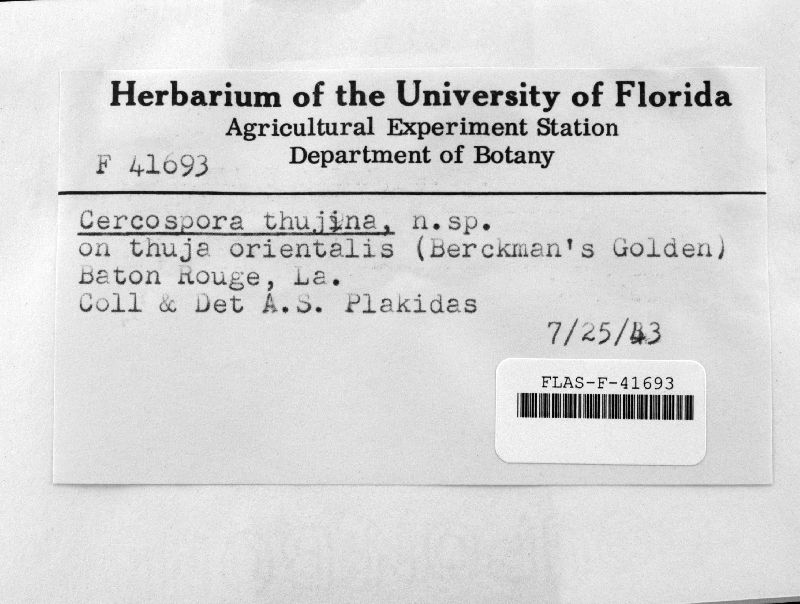 Herbarium of the University of Florida
Agricultural Experiment Station
Department of Botany
F 41693
Cercospora thujina, n.sp.
on thuja orientalis (Berckman's Golden)
Baton Rouge, La.
Coll & Det A.S. Plakidas
7/25/43
FLAS-F-41693